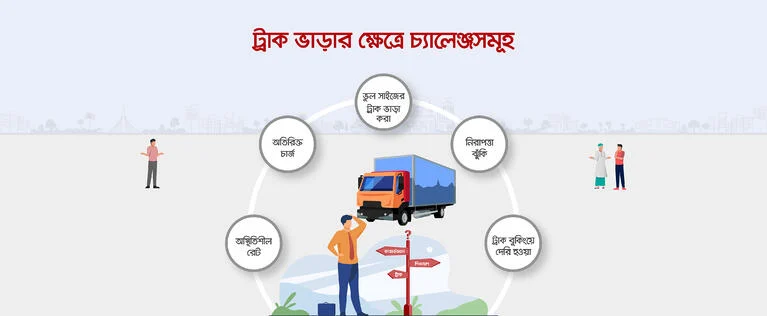 ট্রাক ভাড়ার ক্ষেত্রে চ্যালেঞ্জসমূহ
ভুল সাইজের
ট্রাক ভাড়া
করা
অতিরিক্ত
চার্জ
নিরাপত্তা
ঝুঁকি
অস্থিতিশীল
রেট
ট্রাক বুকিংয়ে
দেরি হওয়া
?
ট্রাক